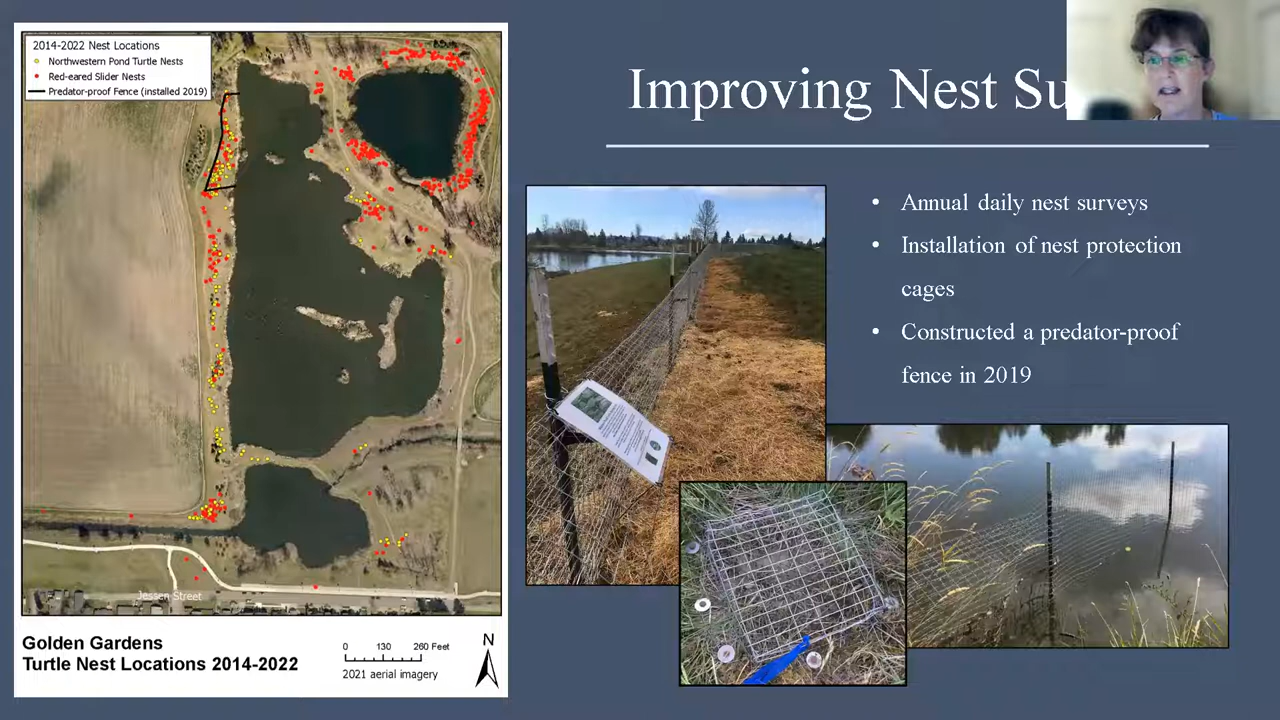 2014-2022 Nest Locations
Northwestern Pond Turtle Nests
Red-eared Slider Nests
Predator-proof Fence (installed 2019)
Jessen Street
Golden Gardens
Turtle Nest Locations 2014-2022
0 130 260 Feet
2021 aerial imagery
N
Improving Nest Su
• Annual daily nest surveys
• Installation of nest protection
cages
• Constructed a predator-proof
fence in 2019